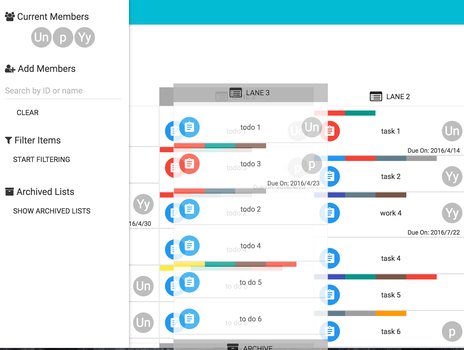 Current Members
Un p Yy
Add Members
Search by ID or name
CLEAR
Filter Items
START FILTERING
Archived Lists
SHOW ARCHIVED LISTS
LANE 3
todo 1
Un
todo 3
Due On: 2016/4/23
todo 2
todo 4
to do 5
to do 6
ARCHIVE
Yy
16/4/30
Un
Un
LANE 2
task 1
Un
Due On: 2016/4/14
task 2
Yy
work 4
Yy
Due On: 2016/7/22
task 4
task 5
task 6
p